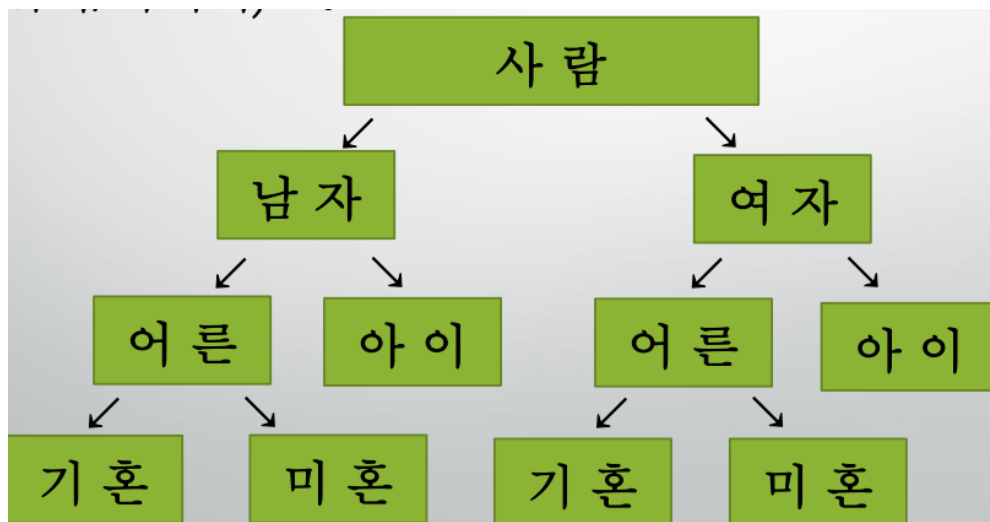 사 람
남 자 여 자
어 른 아 이 어 른 아 이
기 혼 미 혼 기 혼 미 혼